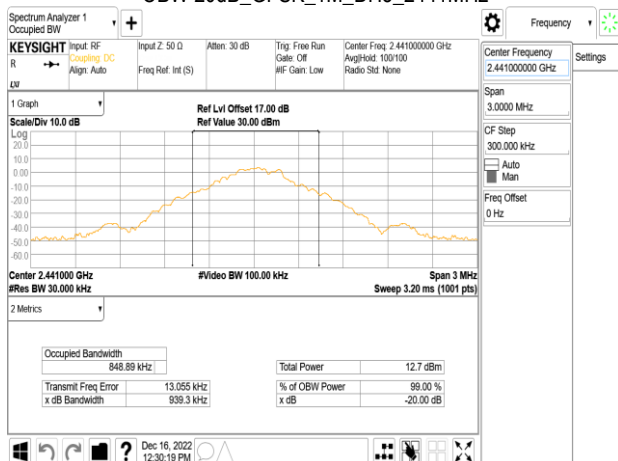 Spectrum Analyzer 1
Occupied BW
Frequency
Settings
KEYSIGHT
R
Input: RF
Coupling: DC
Align: Auto
Input Z: 50 Ω
Freq Ref: Int (S)
Atten: 30 dB
Trig: Free Run
Gate: Off
#IF Gain: Low
Center Freq: 2.441000000 GHz
Avg|Hold: 100/100
Radio Std: None
Center Frequency
2.441000000 GHz
Span
3.0000 MHz
CF Step
300.000 kHz
Auto
Man
Freq Offset
0 Hz
1 Graph
Scale/Div 10.0 dB
Ref Lvl Offset 17.00 dB
Ref Value 30.00 dBm
Log
20.0
10.0
0.00
-10.0
-20.0
-30.0
-40.0
-50.0
-60.0
Center 2.441000 GHz
#Video BW 100.00 kHz
Span 3 MHz
#Res BW 30.000 kHz
Sweep 3.20 ms (1001 pts)
2 Metrics
Occupied Bandwidth
848.89 kHz
Total Power 12.7 dBm
Transmit Freq Error 13.055 kHz
% of OBW Power 99.00 %
x dB Bandwidth 939.3 kHz
x dB -20.00 dB
?
Dec 16, 2022
12:30:19 PM